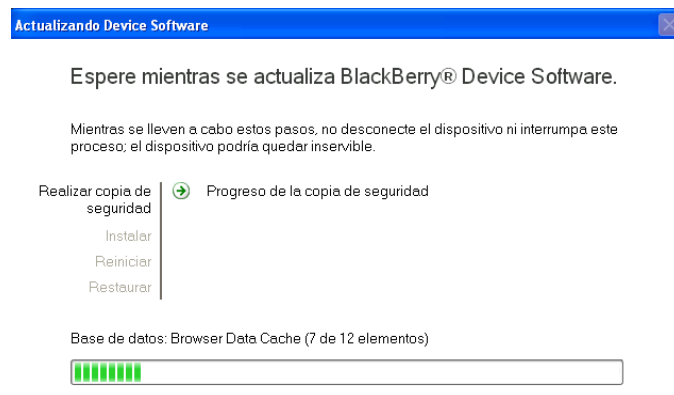 Actualizando Device Software
Espere mientras se actualiza BlackBerry® Device Software.
Mientras se lleven a cabo estos pasos, no desconecte el dispositivo ni interrumpa este
proceso; el dispositivo podría quedar inservible.
Realizar copia de
seguridad
Progreso de la copia de seguridad
Instalar
Reiniciar
Restaurar
Base de datos: Browser Data Cache (7 de 12 elementos)